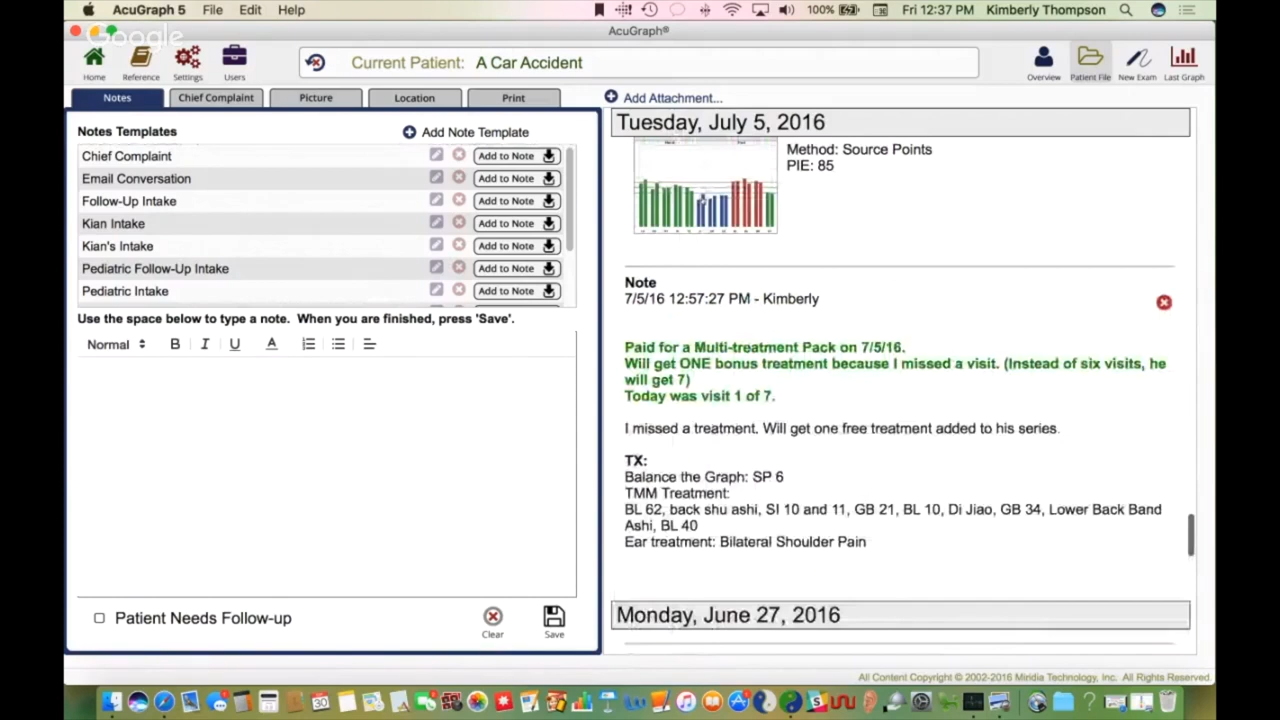 AcuGraph 5 File Edit Help 100% Fri 12:37 PM Kimberly Thompson
AcuGraph®
Google
Home Reference Settings Users Current Patient: A Car Accident Overview Patient File New Exam Last Graph
Notes Chief Complaint Picture Location Print
Notes Templates Add Note Template
Chief Complaint Add to Note
Email Conversation Add to Note
Follow-Up Intake Add to Note
Kian Intake Add to Note
Kian's Intake Add to Note
Pediatric Follow-Up Intake Add to Note
Pediatric Intake Add to Note
Use the space below to type a note. When you are finished, press 'Save'.
Normal B I U A
Patient Needs Follow-up Clear Save
Add Attachment...
Tuesday, July 5, 2016
Method: Source Points
PIE: 85
Note
7/5/16 12:57:27 PM - Kimberly
Paid for a Multi-treatment Pack on 7/5/16.
Will get ONE bonus treatment because I missed a visit. (Instead of six visits, he
will get 7)
Today was visit 1 of 7.
I missed a treatment. Will get one free treatment added to his series.
TX:
Balance the Graph: SP 6
TMM Treatment:
BL 62, back shu ashi, SI 10 and 11, GB 21, BL 10, Di Jiao, GB 34, Lower Back Band
Ashi, BL 40
Ear treatment: Bilateral Shoulder Pain
Monday, June 27, 2016
All Content Copyright © 2002-2016 Miridia Technology, Inc. All Rights Reserved.
30